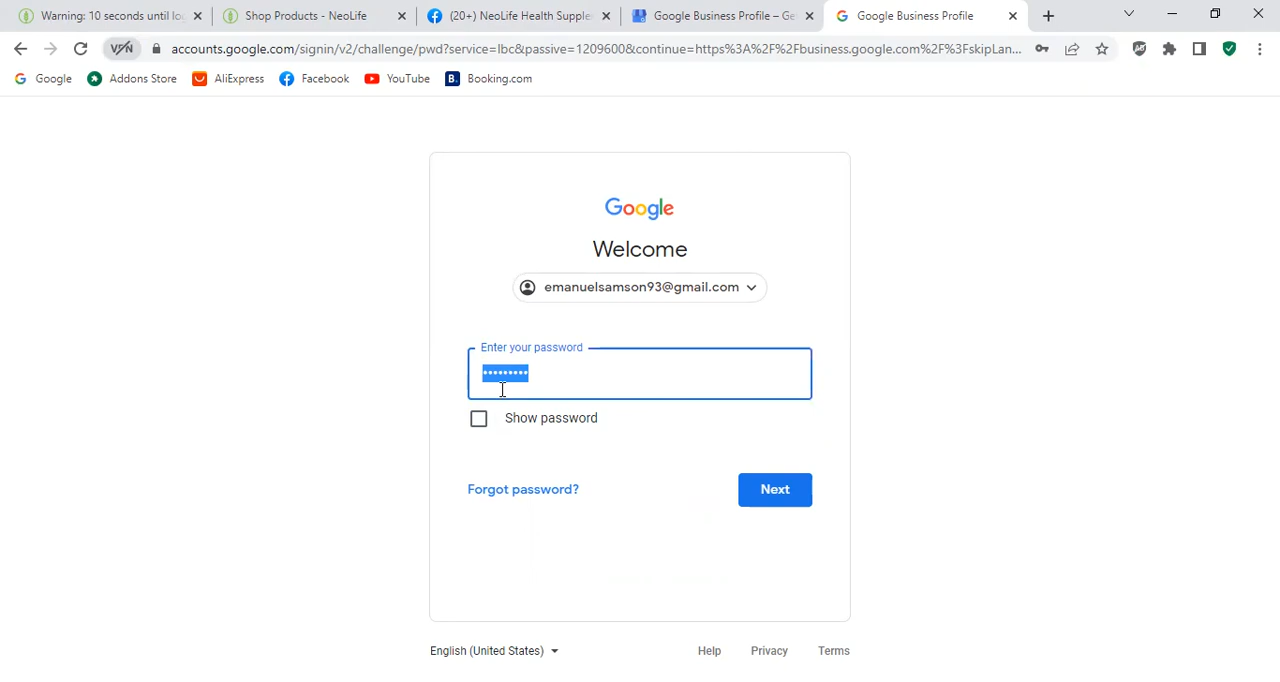 Warning: 10 seconds until lo
Shop Products - NeoLife
(20+) NeoLife Health Supple
Google Business Profile – Ge
Google Business Profile
VPN
accounts.google.com/signin/v2/challenge/pwd?service=lbc&passive=1209600&continue=https%3A%2F%2Fbusiness.google.com%2F%3FskipLan...
Google
Addons Store
AliExpress
Facebook
YouTube
B.
Booking.com
Google
Welcome
emanuelsamson93@gmail.com
Enter your password
•••••••••
Show password
Forgot password?
Next
English (United States)
Help
Privacy
Terms